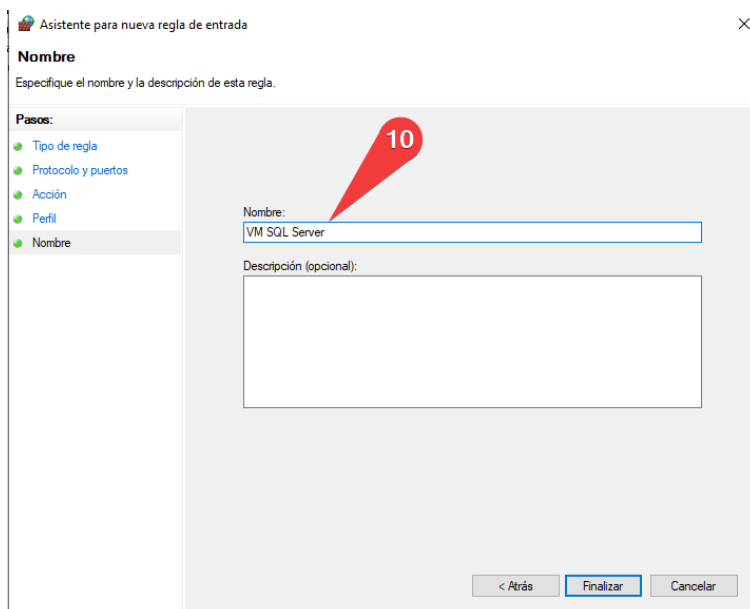 Asistente para nueva regla de entrada
Nombre
Especifique el nombre y la descripción de esta regla.
Pasos:
Tipo de regla
Protocolo y puertos
Acción
Perfil
Nombre
10
Nombre:
VM SQL Server
Descripción (opcional):
< Atrás
Finalizar
Cancelar